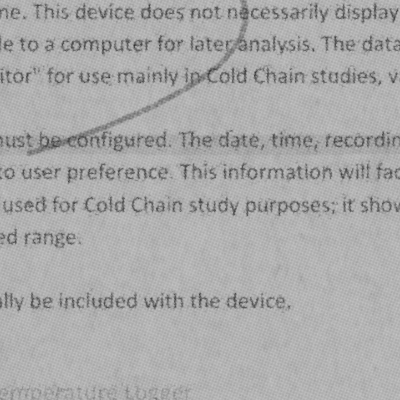 me. This device does not necessarily display
le to a computer for later analysis. The data
itor" for use mainly in Cold Chain studies, v
must be configured. The date, time, recordin
to user preference. This information will fac
used for Cold Chain study purposes; it show
ed range.
ally be included with the device.
emperature Logger